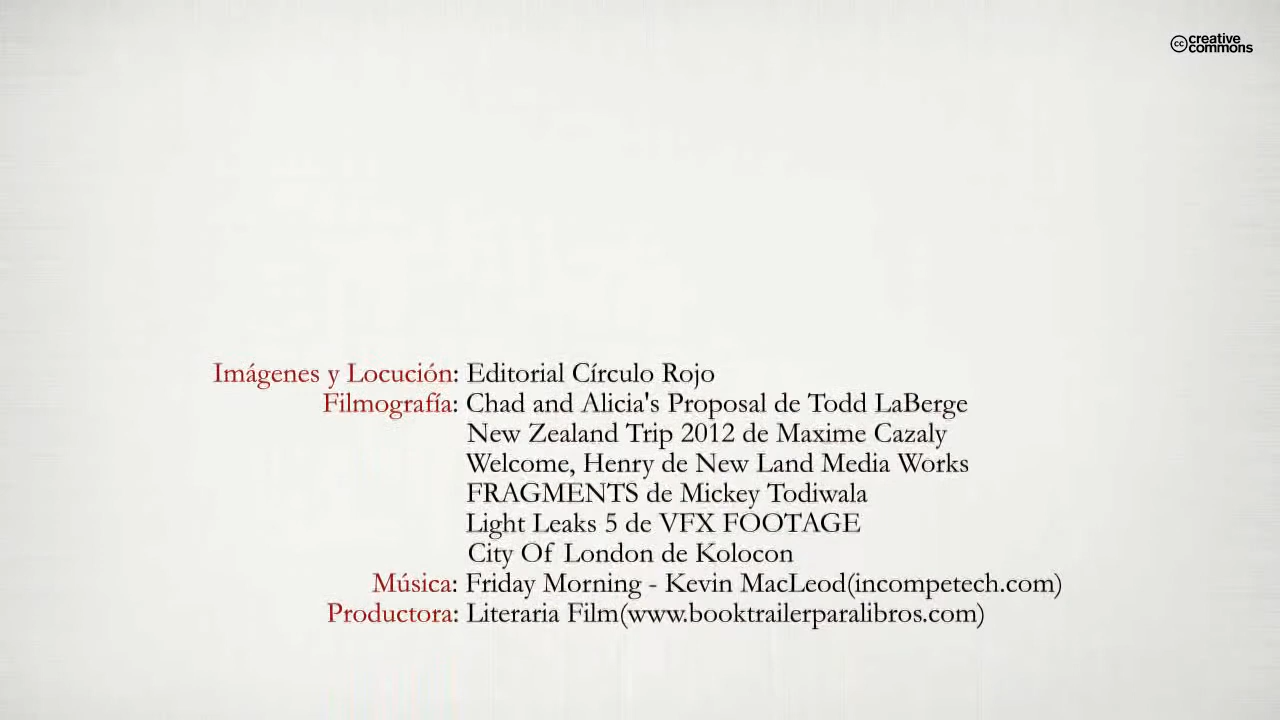 creative
commons
Imágenes y Locución: Editorial Círculo Rojo
Filmografía: Chad and Alicia's Proposal de Todd LaBerge
New Zealand Trip 2012 de Maxime Cazaly
Welcome, Henry de New Land Media Works
FRAGMENTS de Mickey Todiwala
Light Leaks 5 de VFX FOOTAGE
City Of London de Kolocon
Música: Friday Morning - Kevin MacLeod(incompetech.com)
Productora: Literaria Film(www.booktrailerparalibros.com)